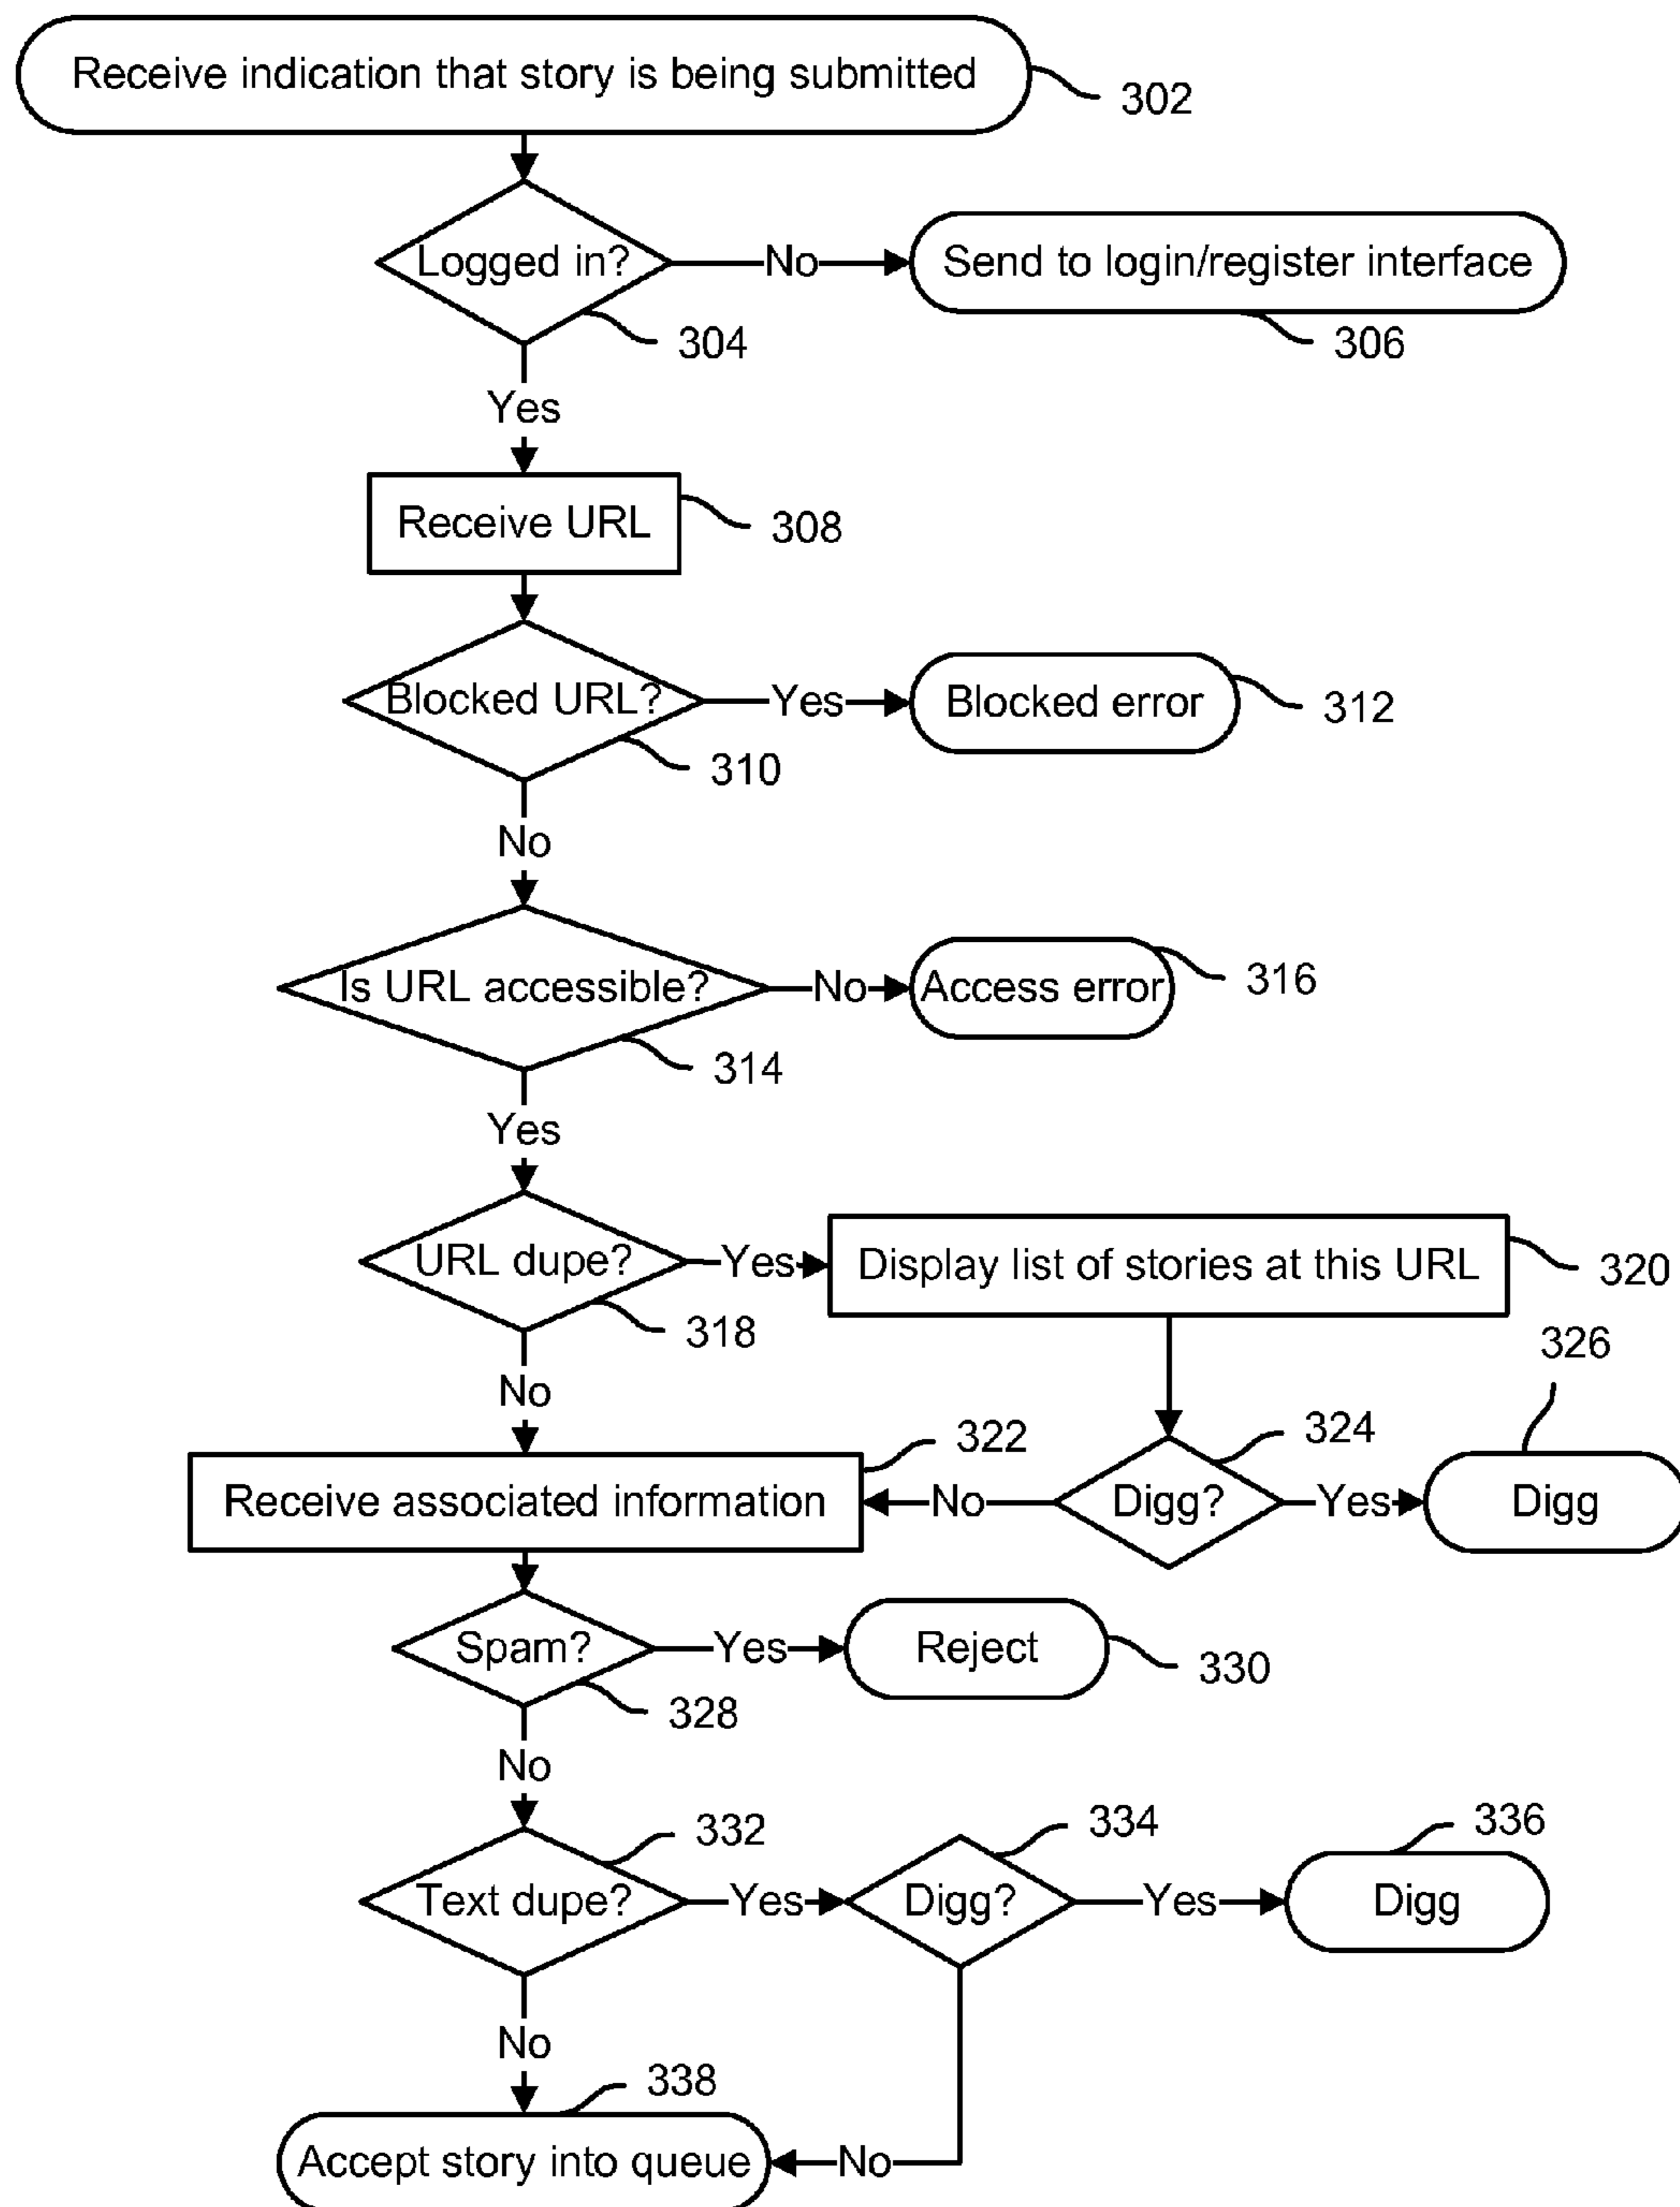 Receive indication that story is being submitted
302
Logged in?
No
Send to login/register interface
304
306
Yes
Receive URL
308
Blocked URL?
Yes
Blocked error
312
310
No
Is URL accessible?
No
Access error
316
314
Yes
URL dupe?
Yes
Display list of stories at this URL
320
318
326
No
322
324
Receive associated information
No
Digg?
Yes
Digg
Spam?
Yes
Reject
330
328
No
332
334
336
Text dupe?
Yes
Digg?
Yes
Digg
No
338
Accept story into queue
No